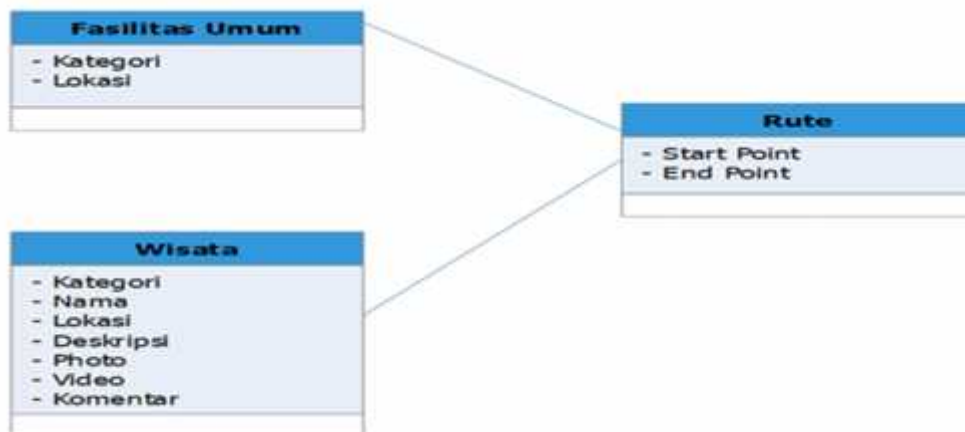 Fasilitas Umum
- Kategori
- Lokasi
Rute
- Start Point
- End Point
Wisata
- Kategori
- Nama
- Lokasi
- Deskripsi
- Photo
- Video
- Komentar